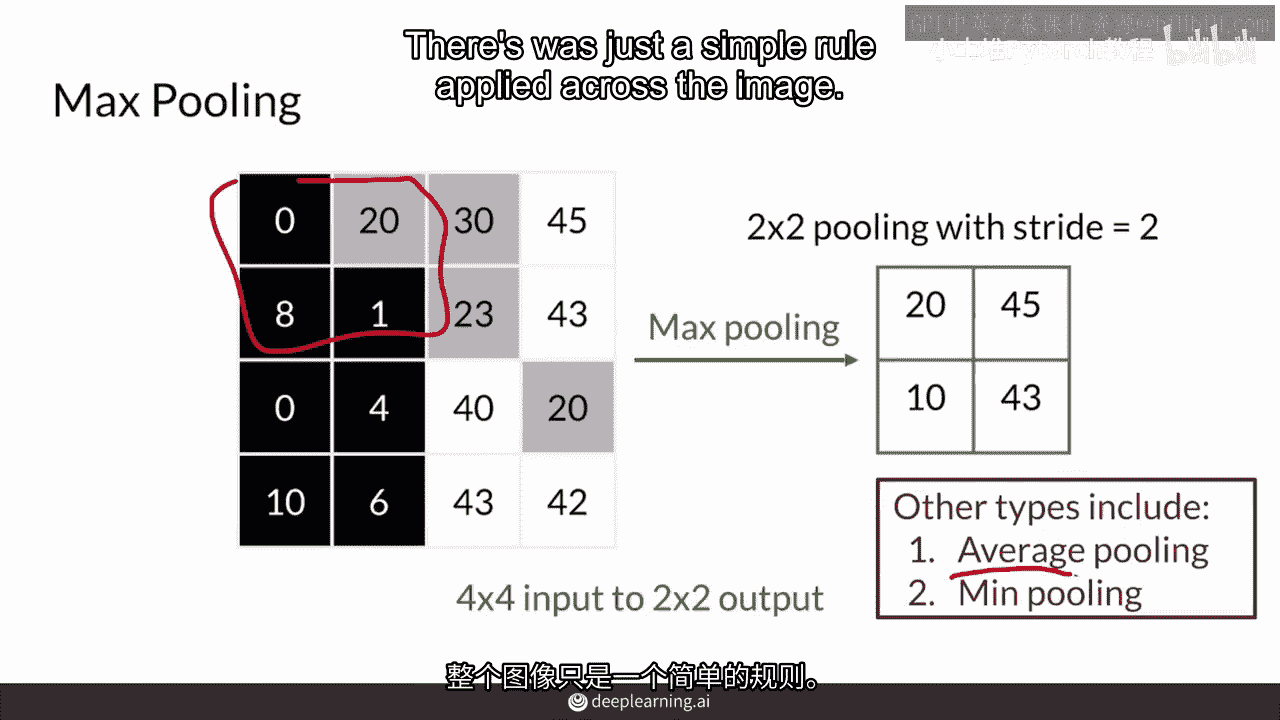 There's was just a simple rule
applied across the image.
Max Pooling
0 20 30 45
8 1 23 43
0 4 40 20
10 6 43 42
2x2 pooling with stride = 2
Max pooling
20 45
10 43
Other types include:
1. Average pooling
2. Min pooling
4x4 input to 2x2 output
整个图像只是一个简单的规则。
deeplearning.ai